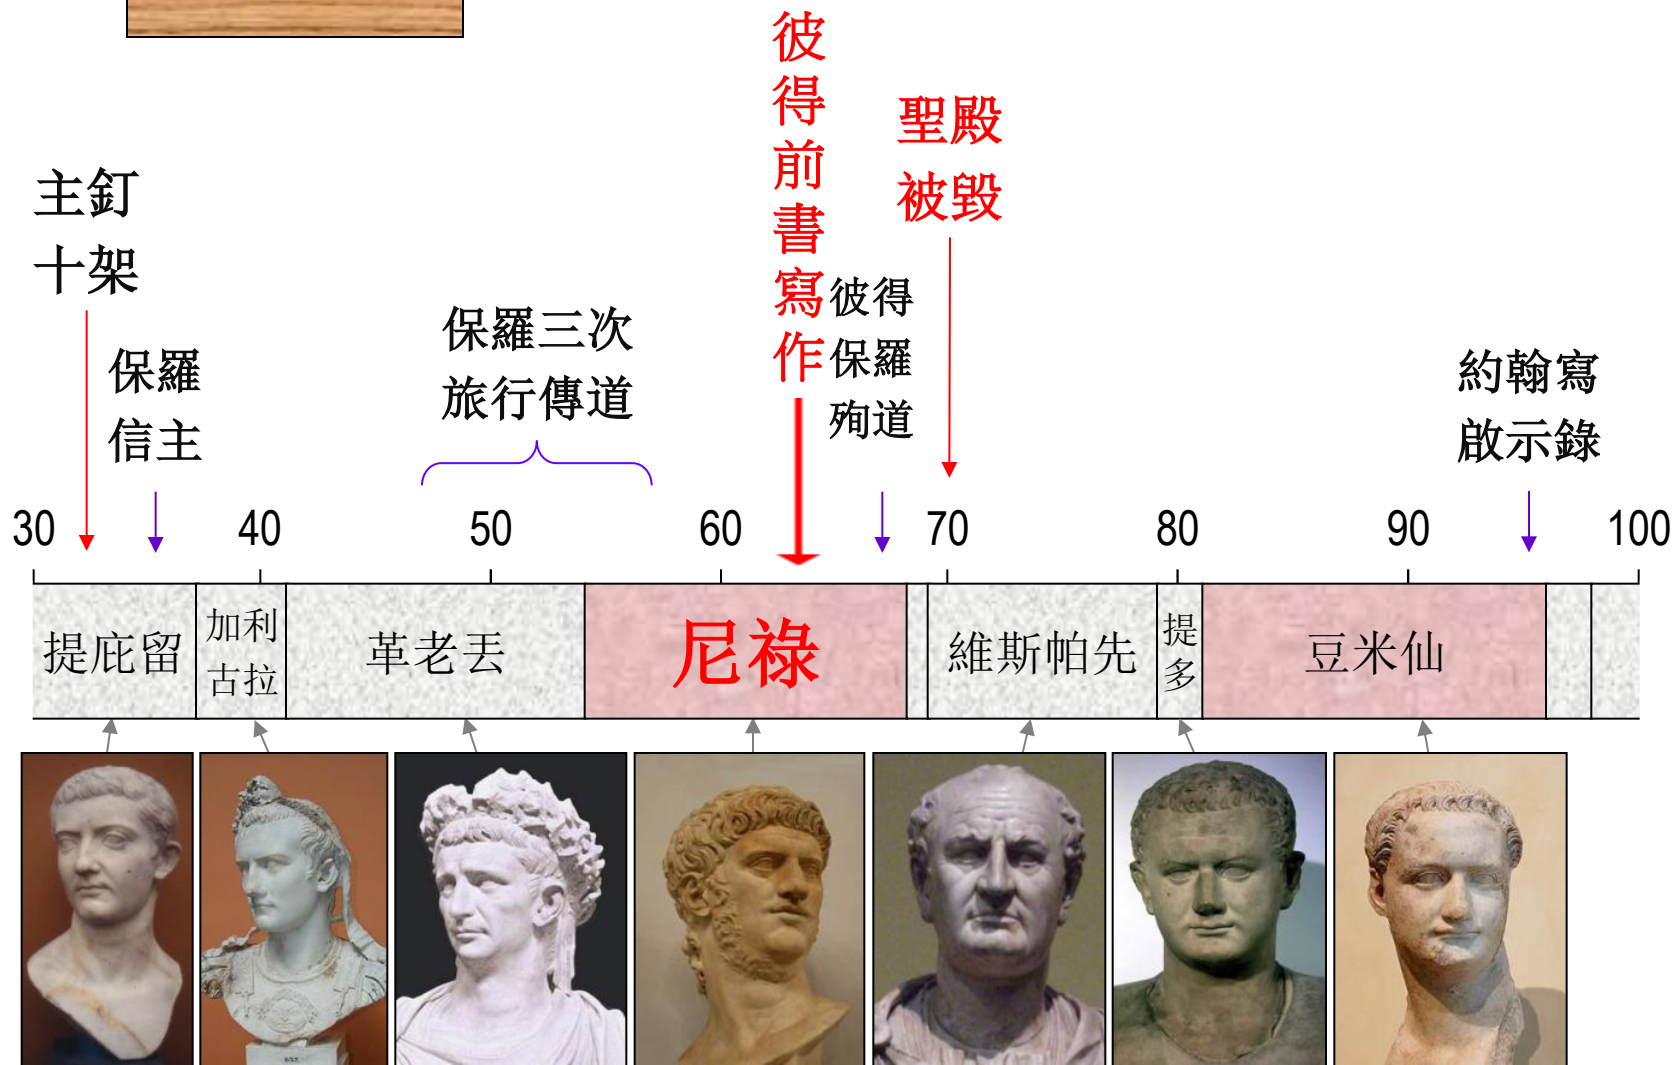 彼得前書寫作
聖殿
被毀
主釘
十架
保羅
信主
保羅三次
旅行傳道
彼得
保羅
殉道
約翰寫
啟示錄
30 40 50 60 70 80 90 100
提庇留
加利
古拉
革老丟
尼祿
維斯帕先
提多
豆米仙